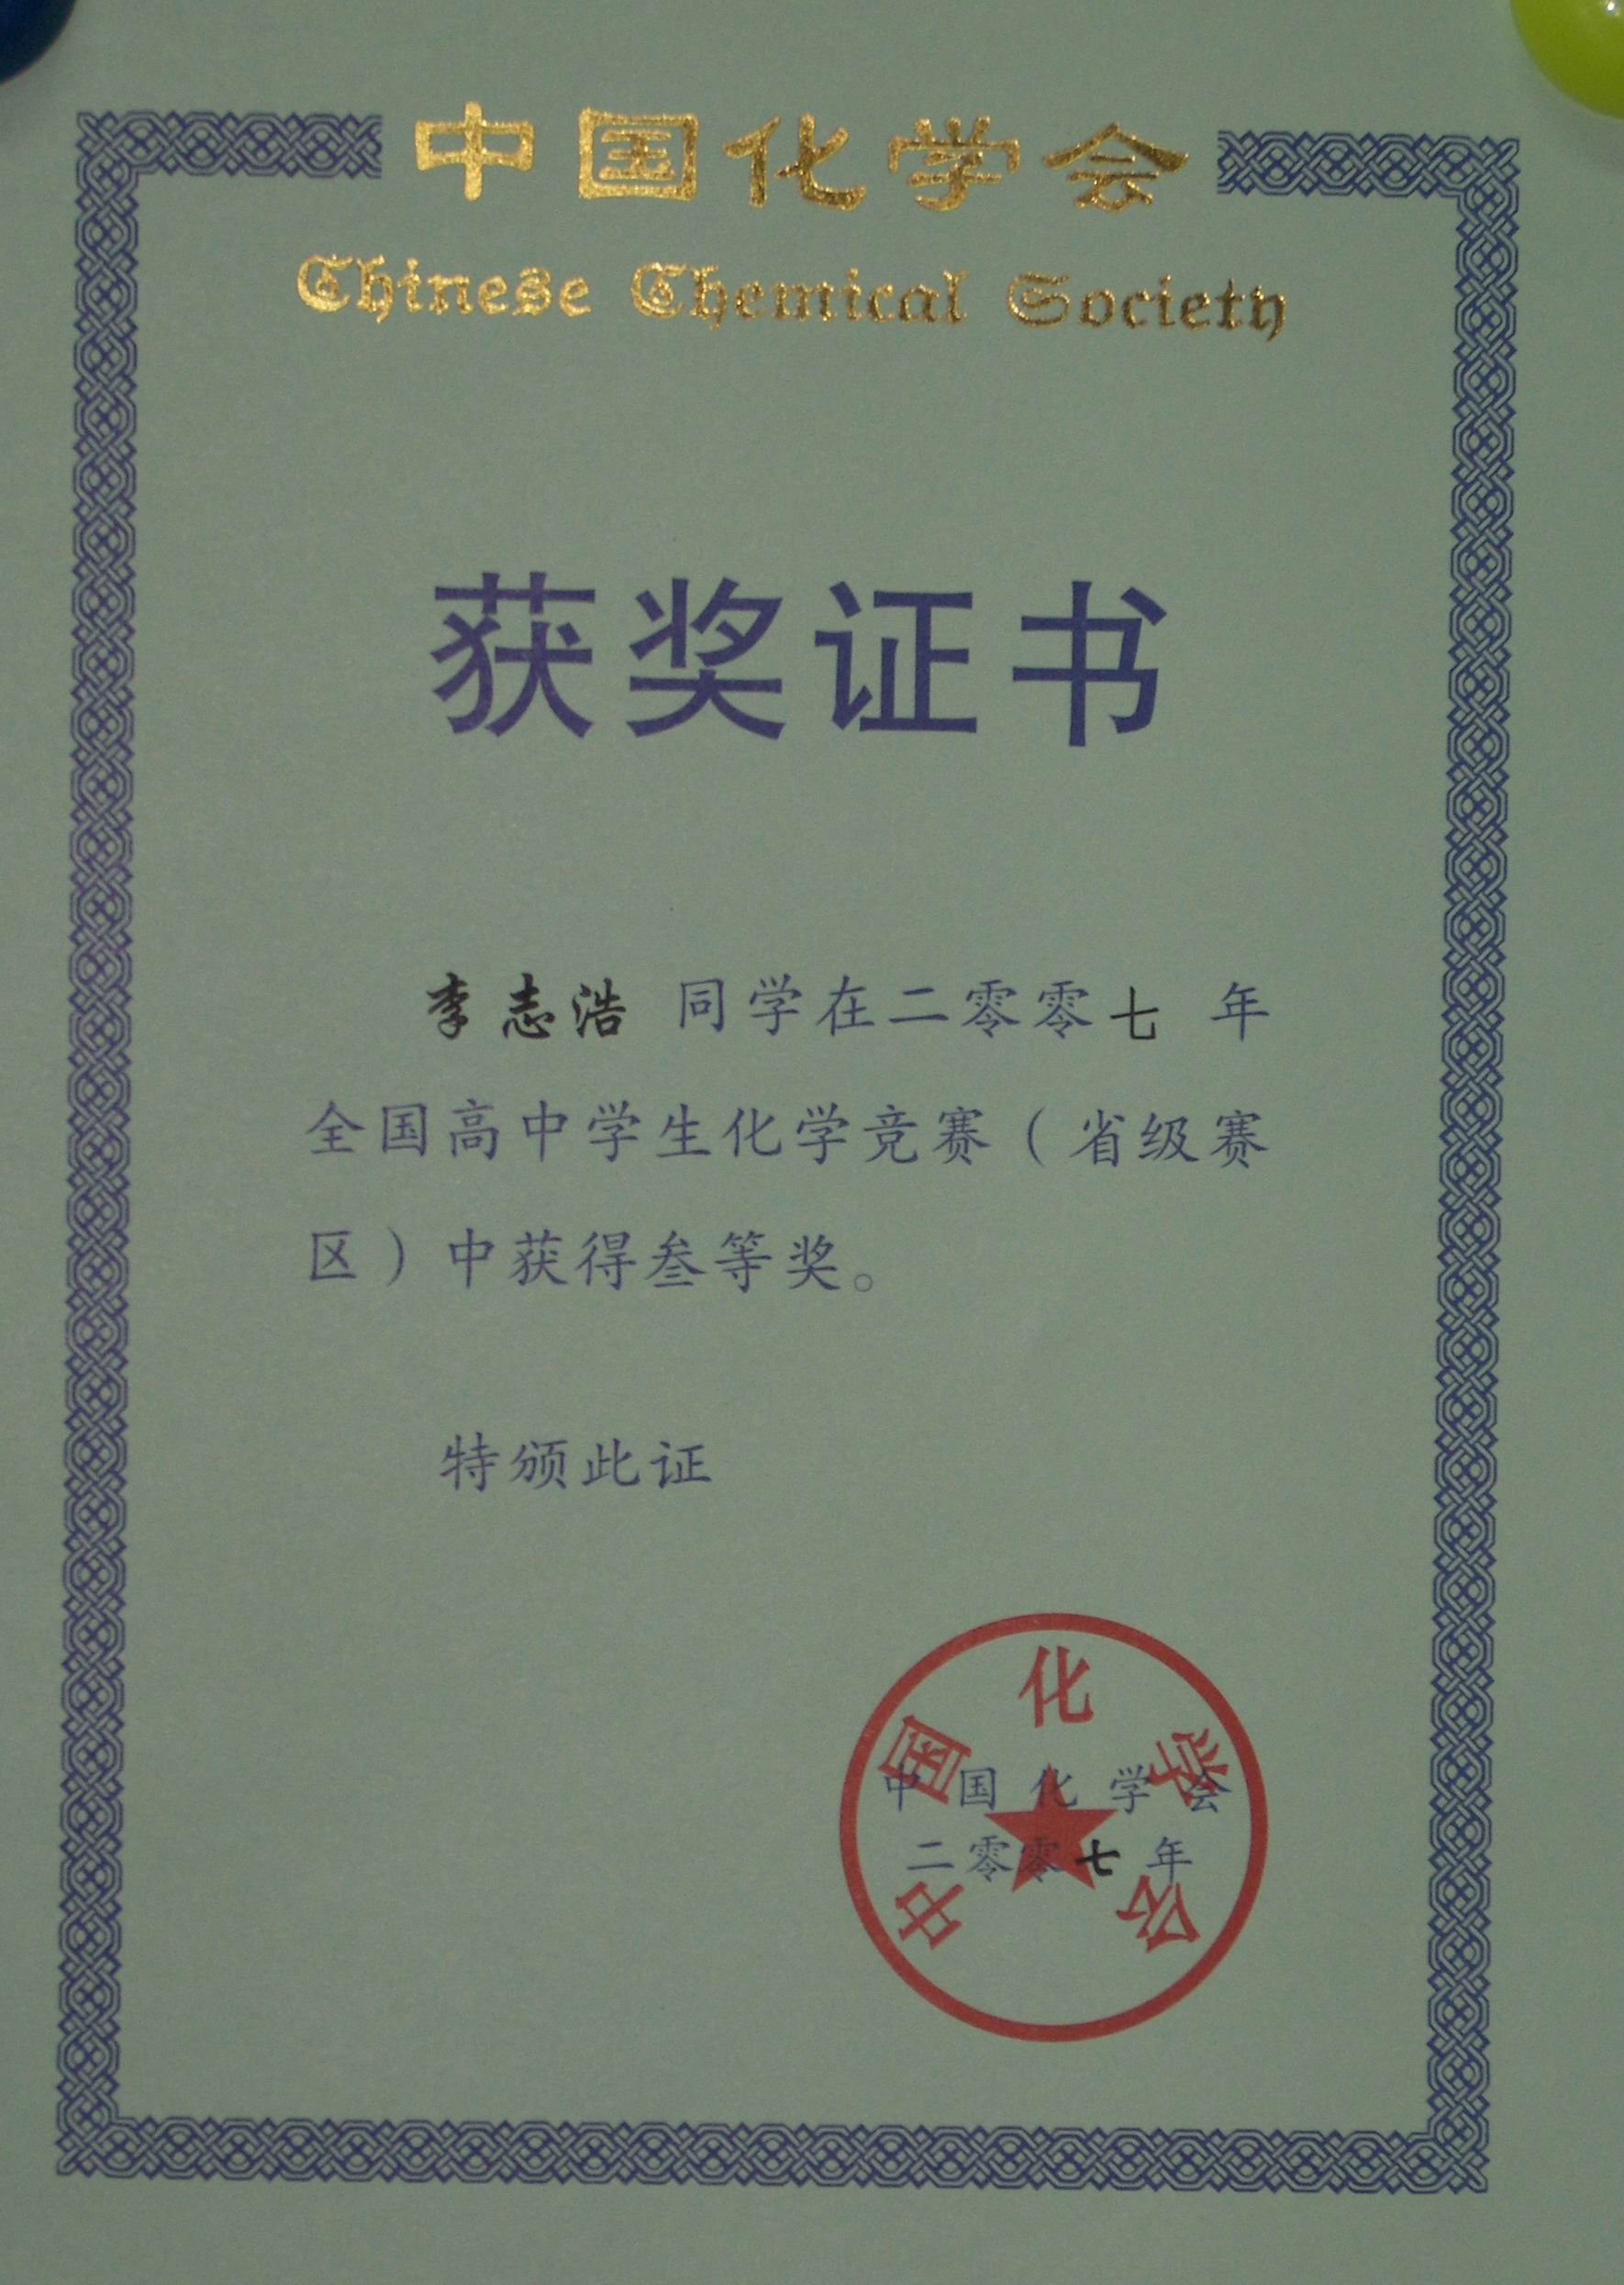 中国化学会
Chinese Chemical Society
获奖证书
李志浩 同学在二零零七 年
全国高中学生化学竞赛（省级赛
区）中获得叁等奖。
特颁此证
中国化学会
中国化学会
二零零七年